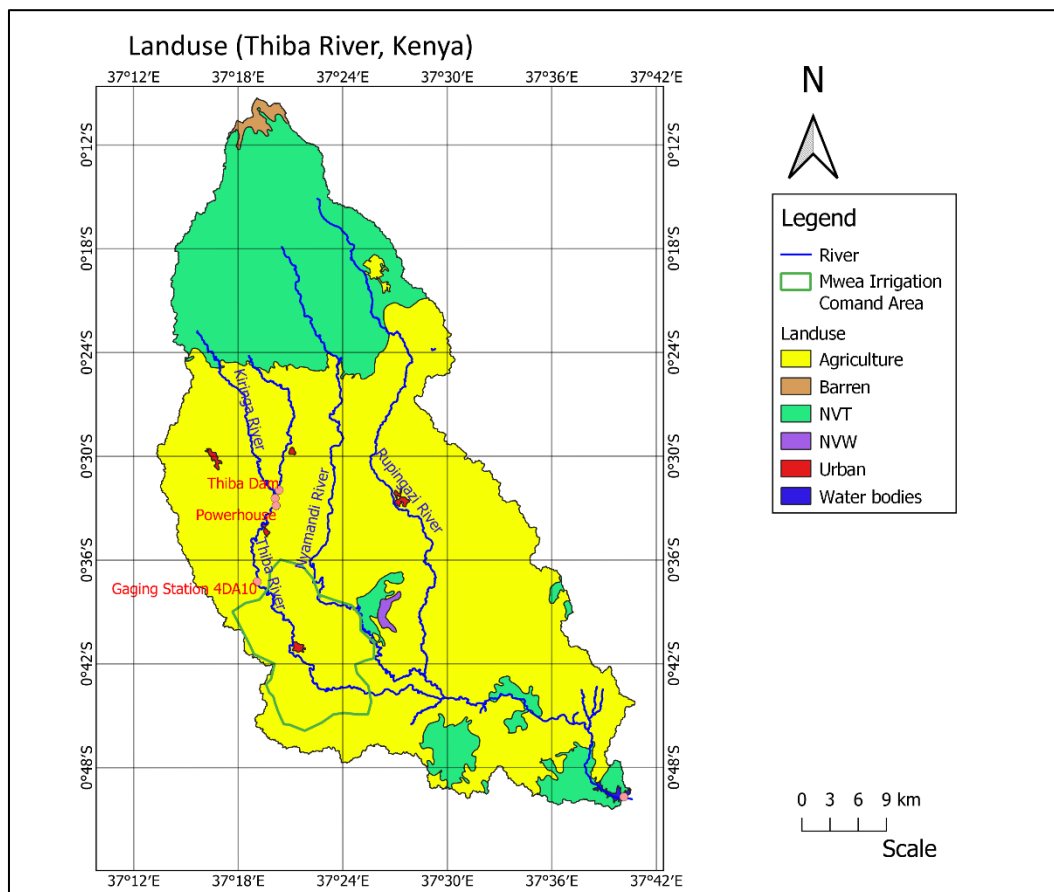 Landuse (Thiba River, Kenya)
37°12′E 37°18′E 37°24′E 37°30′E 37°36′E 37°42′E
0°12′S 0°12′S
0°18′S 0°18′S
0°24′S 0°24′S
0°30′S 0°30′S
0°36′S 0°36′S
0°42′S 0°42′S
0°48′S 0°48′S
Kiringa River
Thiba Dam
Powerhouse
Nyamandi River
Rupingazi River
Thiba River
Gaging Station 4DA10
37°12′E 37°18′E 37°24′E 37°30′E 37°36′E 37°42′E
N
Legend
River
Mwea Irrigation
Comand Area
Landuse
Agriculture
Barren
NVT
NVW
Urban
Water bodies
0 3 6 9 km
Scale